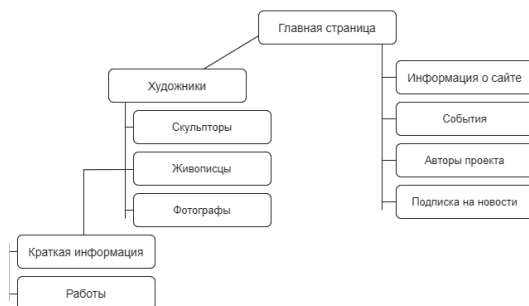 Главная страница
Художники
Информация о сайте
Скульпторы
События
Живописцы
Авторы проекта
Фотографы
Подписка на новости
Краткая информация
Работы